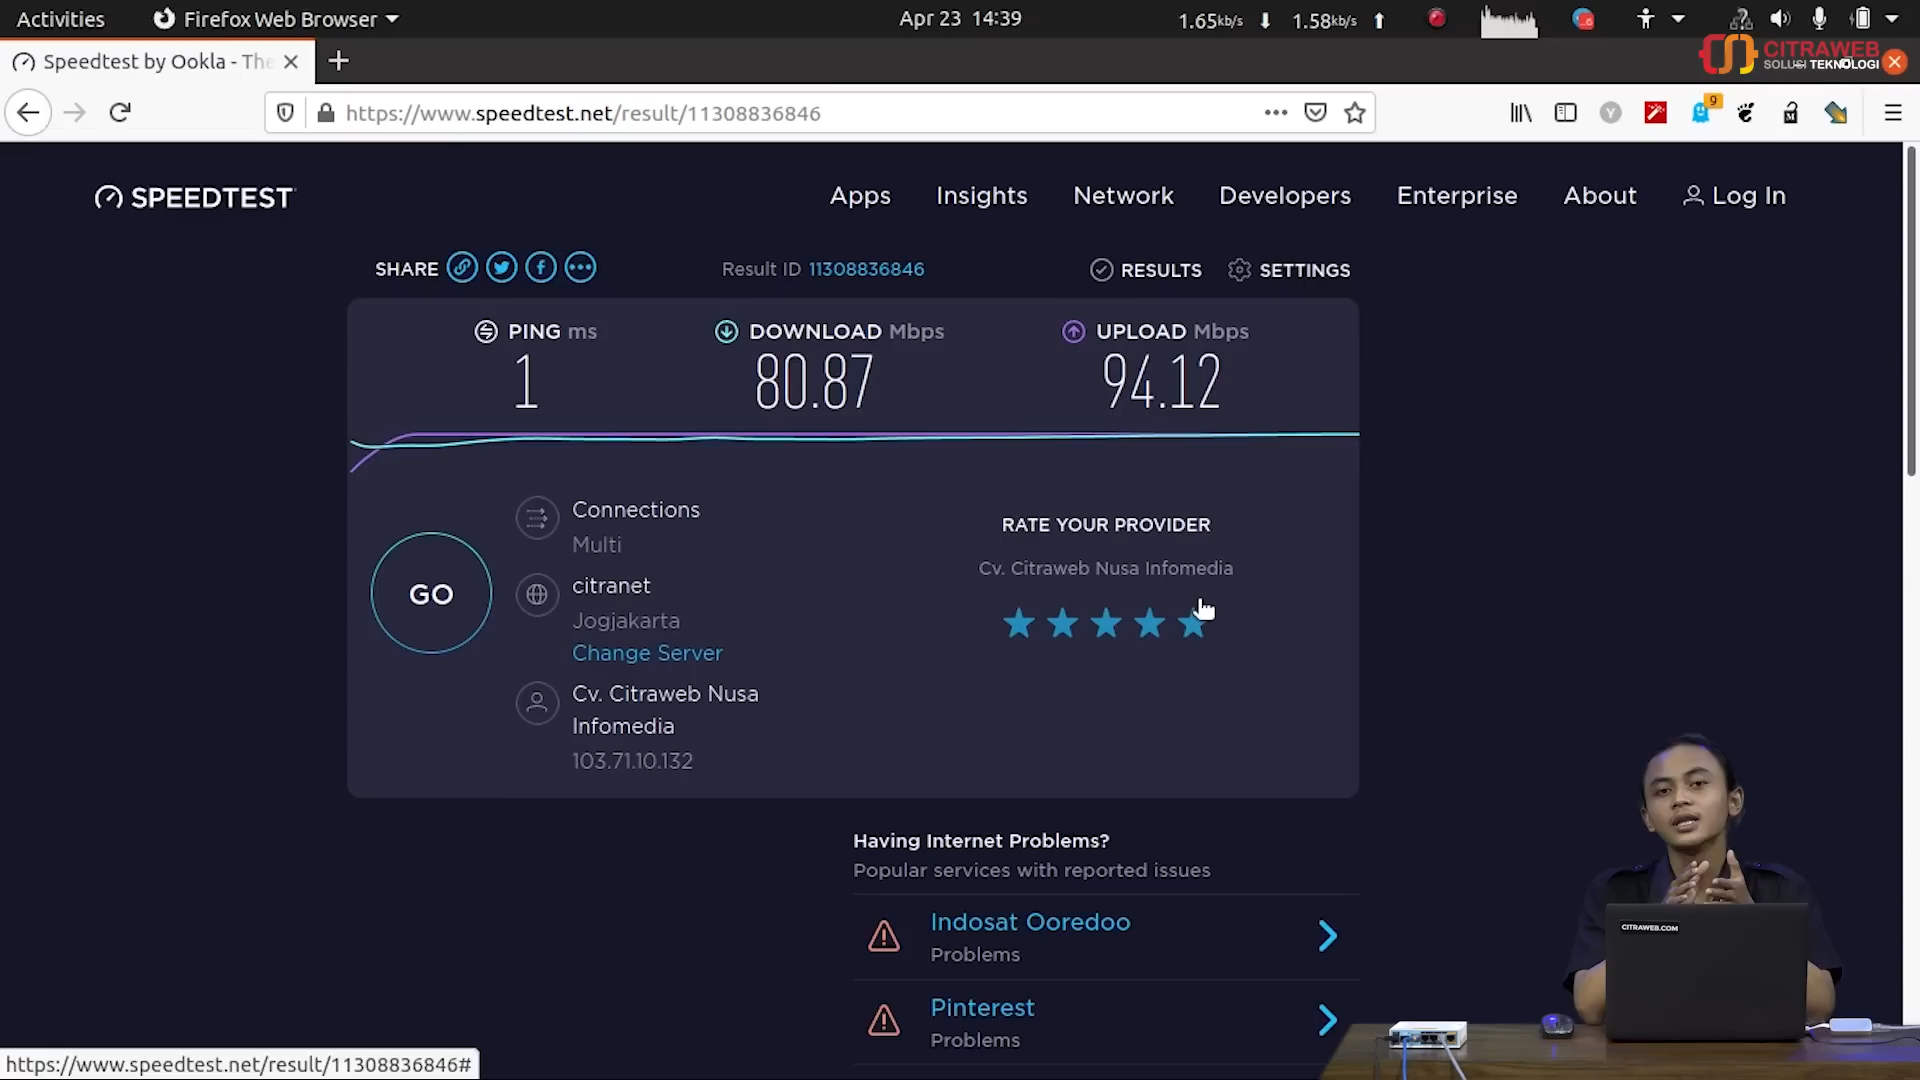 Activities
Firefox Web Browser
Apr 23 14:39
1.65kb/s
1.58kb/s
CITRAWEB
SOLUSI TEKNOLOGI
Speedtest by Ookla - The
https://www.speedtest.net/result/11308836846
9
SPEEDTEST
Apps
Insights
Network
Developers
Enterprise
About
Log In
SHARE
Result ID 11308836846
RESULTS
SETTINGS
PING ms
1
DOWNLOAD Mbps
80.87
UPLOAD Mbps
94.12
GO
Connections
Multi
citranet
Jogjakarta
Change Server
Cv. Citraweb Nusa
Infomedia
103.71.10.132
RATE YOUR PROVIDER
Cv. Citraweb Nusa Infomedia
Having Internet Problems?
Popular services with reported issues
Indosat Ooredoo
Problems
Pinterest
Problems
CITRAWEB.COM
https://www.speedtest.net/result/11308836846#